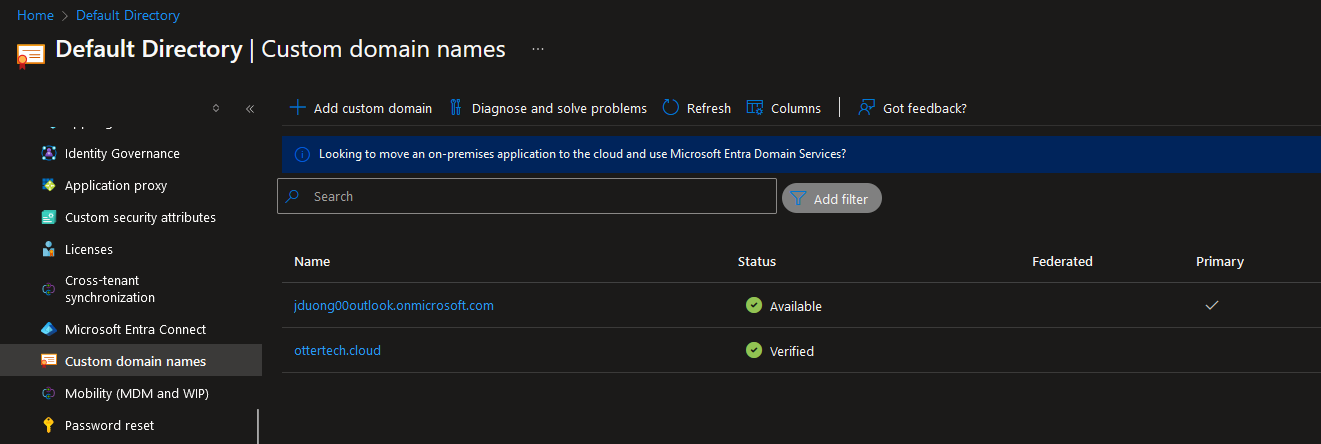 Home > Default Directory
Default Directory | Custom domain names ...
Add custom domain Diagnose and solve problems Refresh Columns Got feedback?
Looking to move an on-premises application to the cloud and use Microsoft Entra Domain Services?
Search Add filter
Identity Governance
Application proxy
Custom security attributes
Licenses
Cross-tenant
synchronization
Microsoft Entra Connect
Custom domain names
Mobility (MDM and WIP)
Password reset
Name Status Federated Primary
jduong00outlook.onmicrosoft.com Available
ottertech.cloud Verified